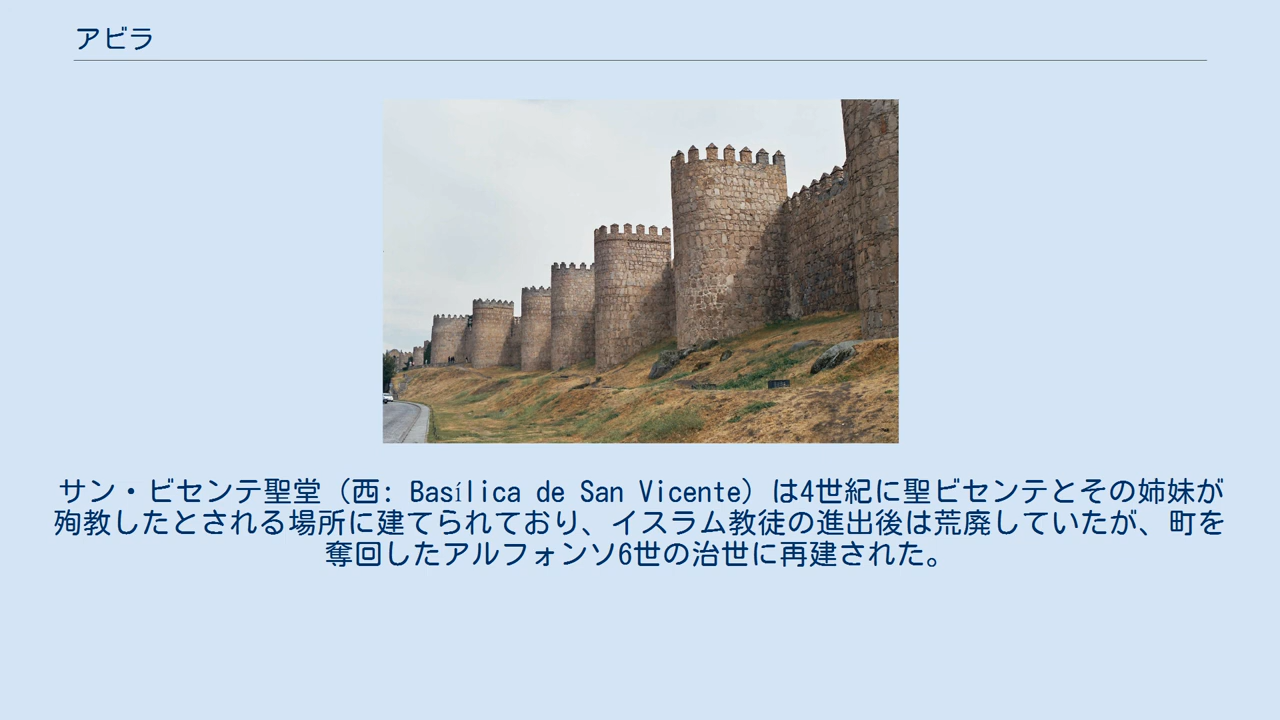 アビラ
サン・ビセンテ聖堂（西: Basílica de San Vicente）は4世紀に聖ビセンテとその姉妹が
殉教したとされる場所に建てられており、イスラム教徒の進出後は荒廃していたが、町を
奪回したアルフォンソ6世の治世に再建された。